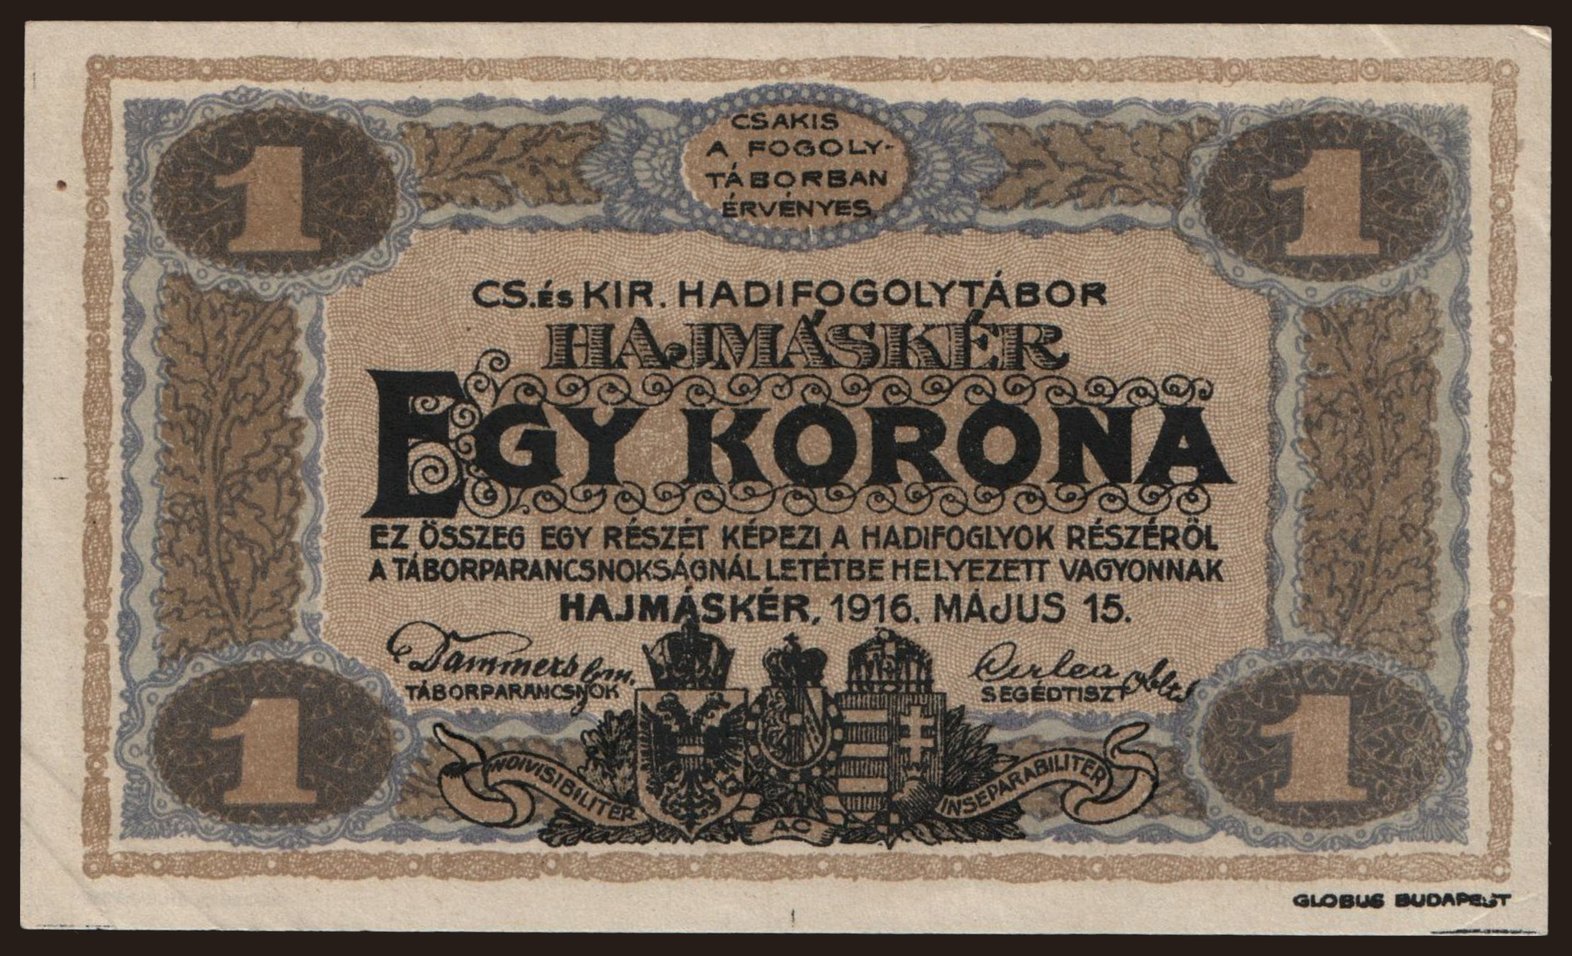 1
CSAKIS
A FOGOLY-
TÁBORBAN
ÉRVÉNYES
1
CS. és KIR. HADIFOGOLYTÁBOR
HAJMÁSKÉR
EGY KORONA
EZ ÖSSZEG EGY RÉSZÉT KÉPEZI A HADIFOGLYOK RÉSZÉRŐL
A TÁBORPARANCSNOKSÁGNÁL LETÉTBE HELYEZETT VAGYONNAK
HAJMÁSKÉR, 1916. MÁJUS 15.
Dammers
TÁBORPARANCSNOK
SEGÉDTISZT
1
INDIVISIBILITER
AC
INSEPARABILITER
1
GLOBUS BUDAPEST